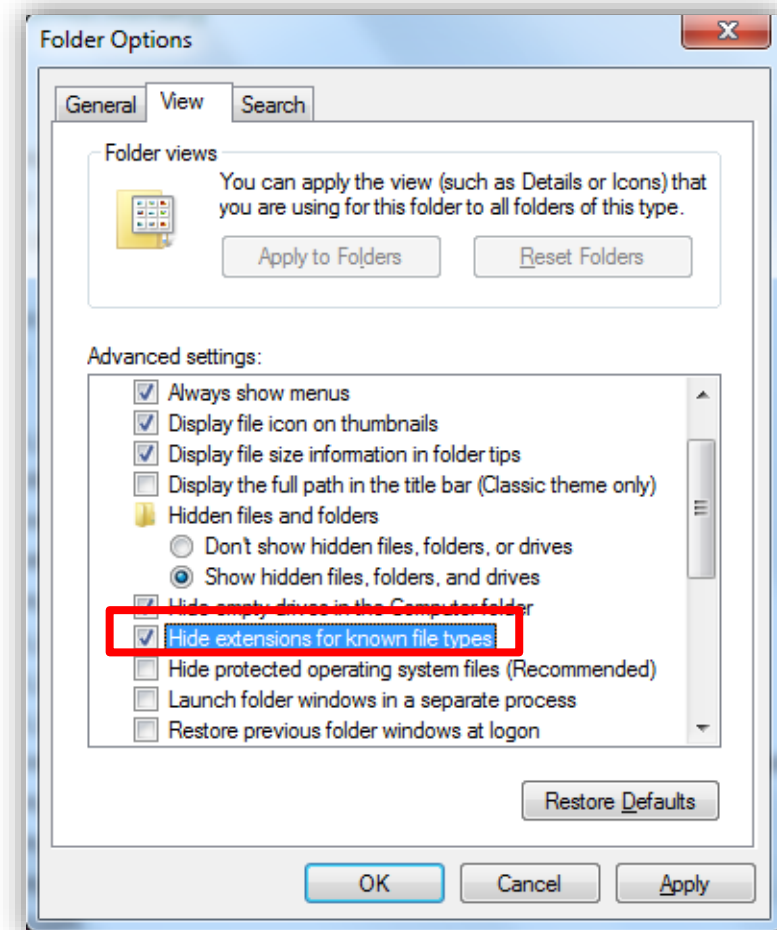 Folder Options
General View Search
Folder views
You can apply the view (such as Details or Icons) that
you are using for this folder to all folders of this type.
Apply to Folders Reset Folders
Advanced settings:
Always show menus
Display file icon on thumbnails
Display file size information in folder tips
Display the full path in the title bar (Classic theme only)
Hidden files and folders
Don't show hidden files, folders, or drives
Show hidden files, folders, and drives
Hide empty drives in the Computer folder
Hide extensions for known file types
Hide protected operating system files (Recommended)
Launch folder windows in a separate process
Restore previous folder windows at logon
Restore Defaults
OK Cancel Apply